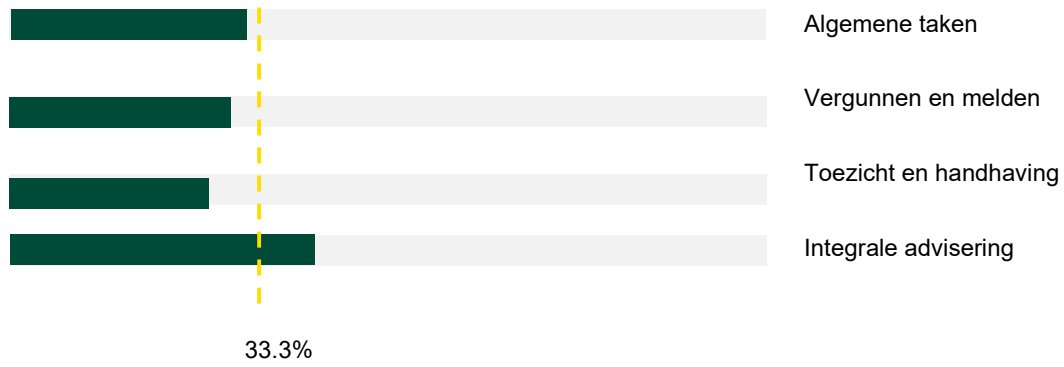 Algemene taken
Vergunnen en melden
Toezicht en handhaving
Integrale advisering
33.3%